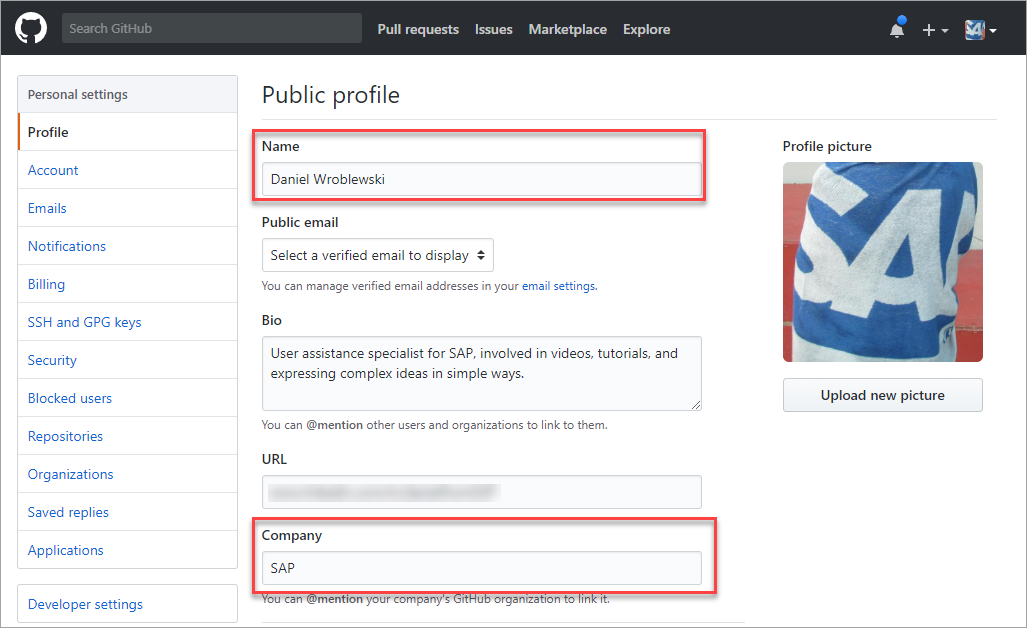 Search GitHub
Pull requests Issues Marketplace Explore
Personal settings
Profile
Account
Emails
Notifications
Billing
SSH and GPG keys
Security
Blocked users
Repositories
Organizations
Saved replies
Applications
Developer settings
Public profile
Name
Daniel Wroblewski
Public email
Select a verified email to display
You can manage verified email addresses in your email settings.
Bio
User assistance specialist for SAP, involved in videos, tutorials, and
expressing complex ideas in simple ways.
You can @mention other users and organizations to link to them.
URL
Company
SAP
You can @mention your company's GitHub organization to link it.
Profile picture
SAP
Upload new picture